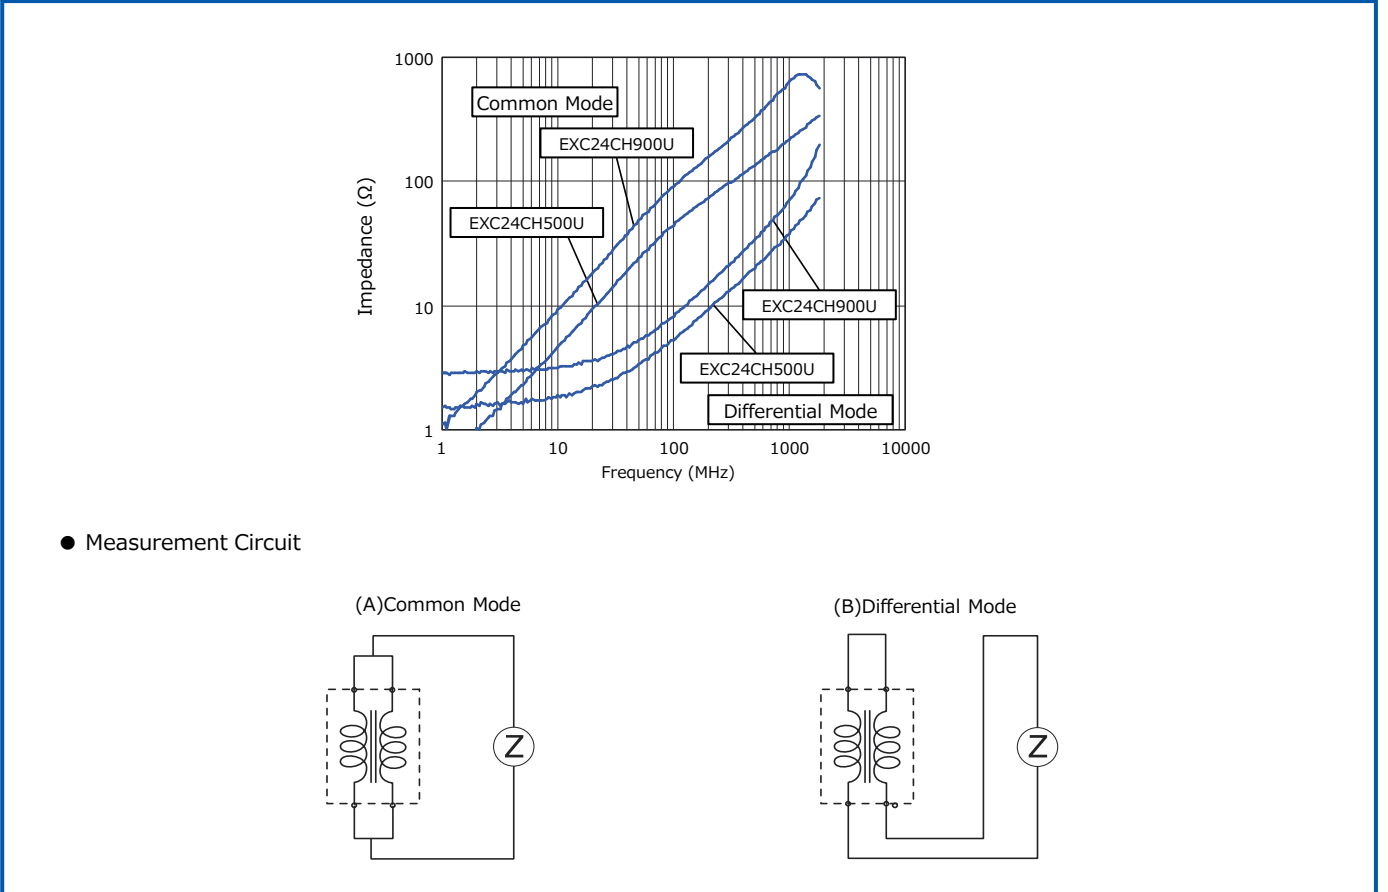 1000
Common Mode
EXC24CH900U
100
EXC24CH500U
Impedance (Ω)
10
EXC24CH900U
EXC24CH500U
Differential Mode
1
1 10 100 1000 10000
Frequency (MHz)
● Measurement Circuit
(A)Common Mode
(B)Differential Mode
Z
Z